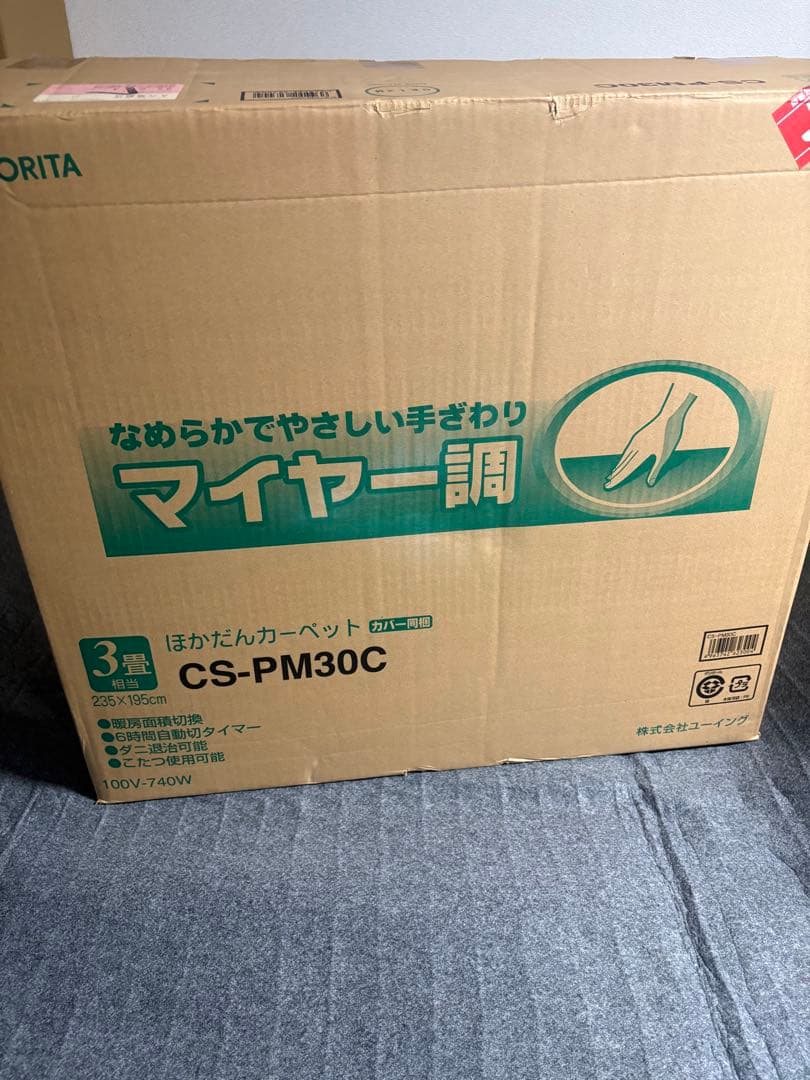 CS-PM30C
ORITA
なめらかでやさしい手ざわり
マイヤー調
3畳
相当
235×195cm
ほかだんカーペット カバー同梱
CS-PM30C
●暖房面積切換
●6時間自動切タイマー
●ダニ退治可能
●こたつ使用可能
100V-740W
CS-PM30C
株式会社ユーイング